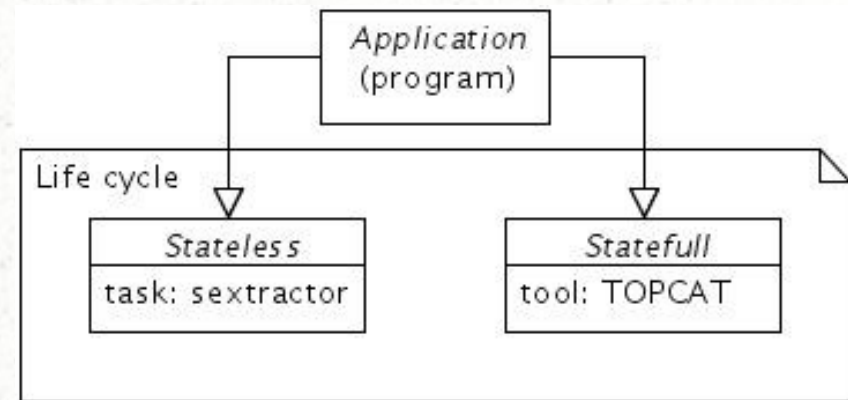 Application
(program)
Life cycle
Stateless
task: sextractor
Statefull
tool: TOPCAT